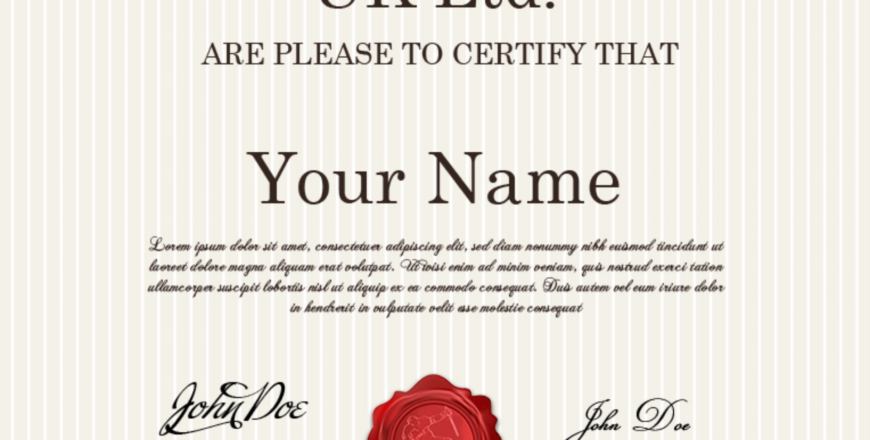 UK Ltd.
ARE PLEASE TO CERTIFY THAT
Your Name
Lorem ipsum dolor sit amet, consectetuer adipiscing elit, sed diam nonummy nibh euismod tincidunt ut
laoreet dolore magna aliquam erat volutpat. Ut wisi enim ad minim veniam, quis nostrud exerci tation
ullamcorper suscipit lobortis nisl ut aliquip ex ea commodo consequat. Duis autem vel eum iriure dolor
in hendrerit in vulputate velit esse molestie consequat
John Doe John Doe